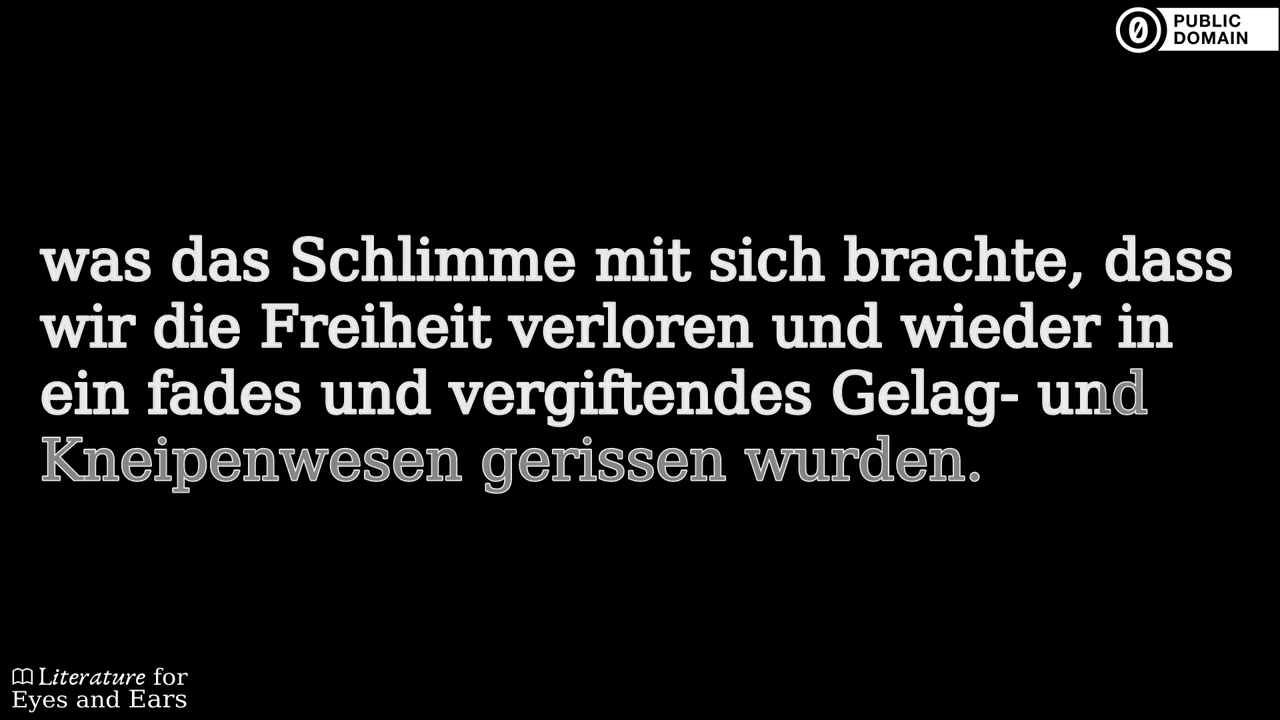 PUBLIC
DOMAIN
was das Schlimme mit sich brachte, dass
wir die Freiheit verloren und wieder in
ein fades und vergiftendes Gelag- und
Kneipenwesen gerissen wurden.
Literature for
Eyes and Ears